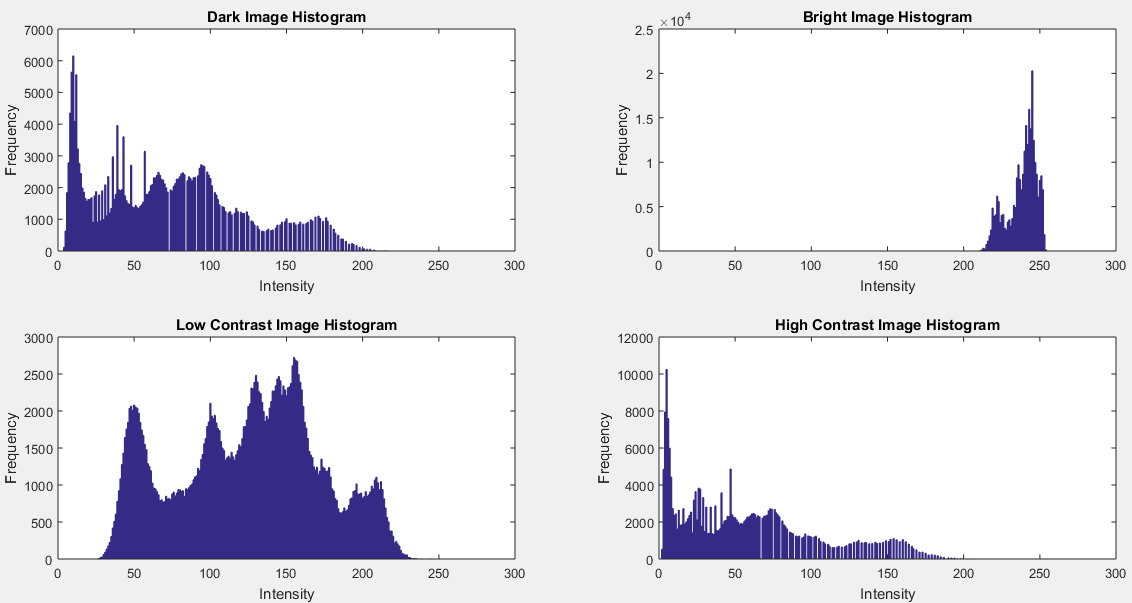 Dark Image Histogram
7000
6000
5000
4000
3000
2000
1000
0
Frequency
0 50 100 150 200 250 300
Intensity
Bright Image Histogram
×10^4
2.5
2
1.5
1
0.5
0
Frequency
0 50 100 150 200 250 300
Intensity
Low Contrast Image Histogram
3000
2500
2000
1500
1000
500
0
Frequency
0 50 100 150 200 250 300
Intensity
High Contrast Image Histogram
12000
10000
8000
6000
4000
2000
0
Frequency
0 50 100 150 200 250 300
Intensity